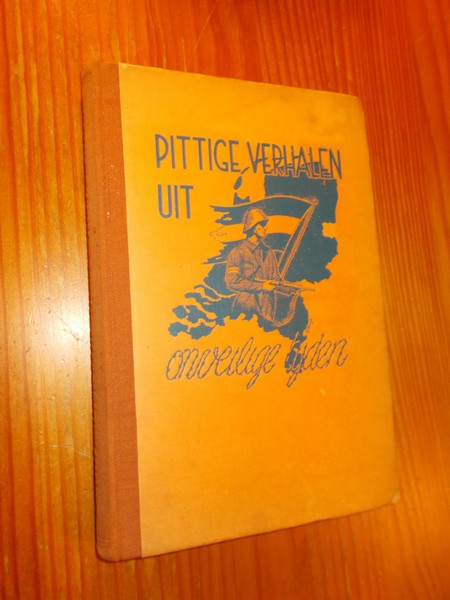 PITTIGE VERHALEN
UIT
onveilige tijden